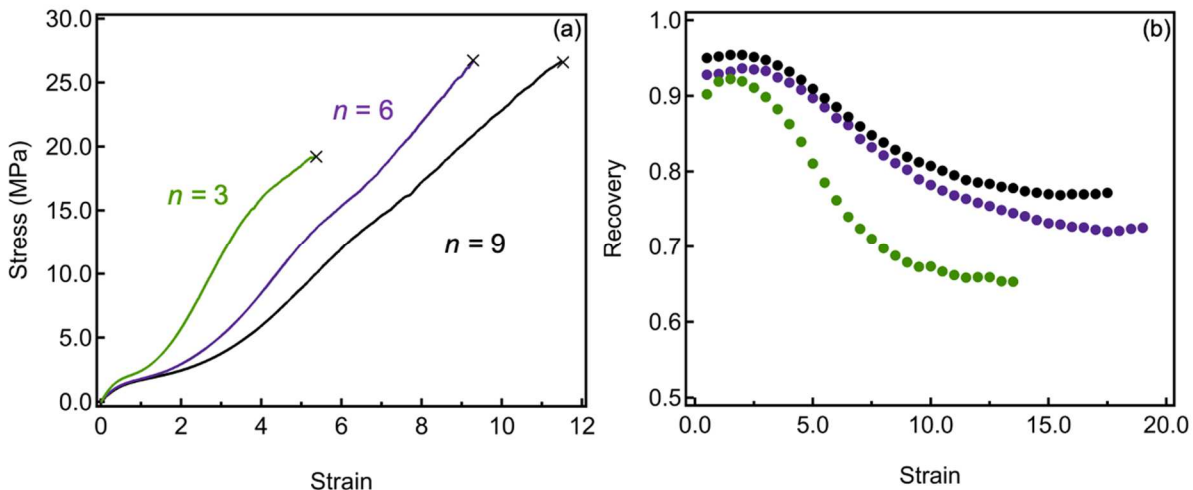 (a)
30.0
25.0
20.0
15.0
10.0
5.0
0.0
Stress (MPa)
n = 3
n = 6
n = 9
0 2 4 6 8 10 12
Strain
(b)
1.0
0.9
0.8
0.7
0.6
0.5
Recovery
0.0 5.0 10.0 15.0 20.0
Strain